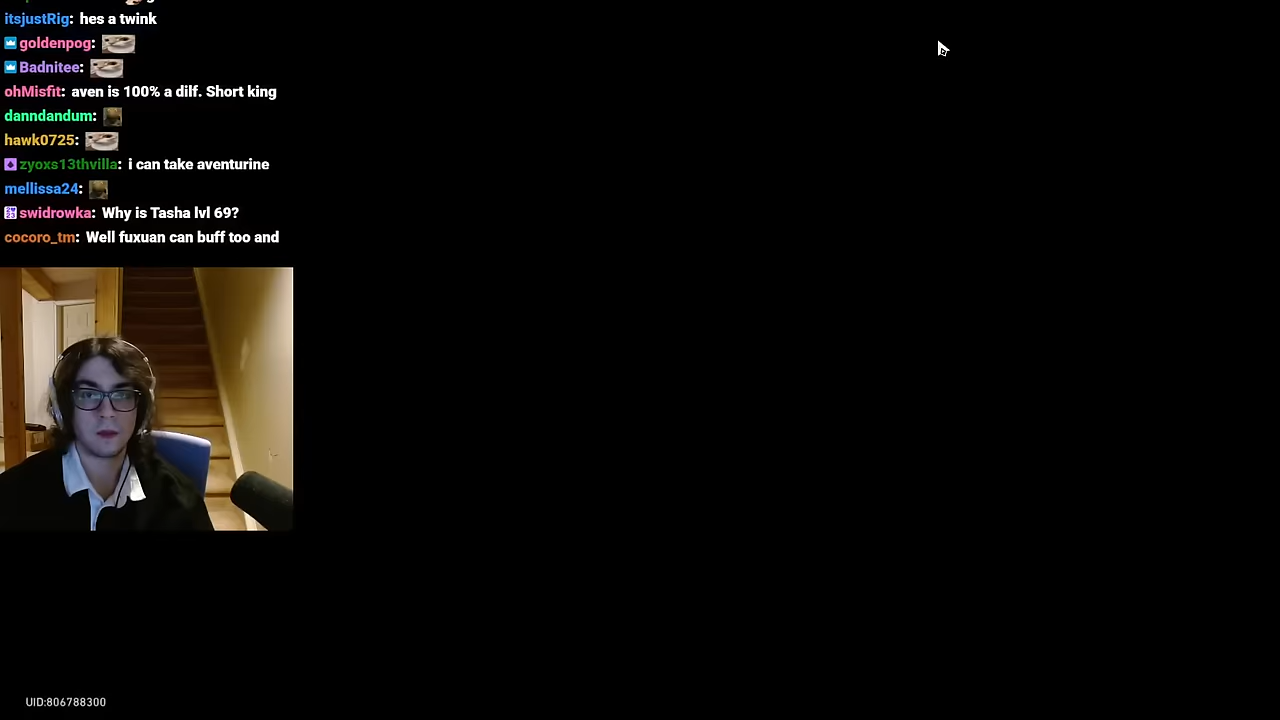 itsjustRig: hes a twink
goldenpog:
Badnitee:
ohMisfit: aven is 100% a dilf. Short king
danndandum:
hawk0725:
zyoxs13thvilla: i can take aventurine
mellissa24:
swidrowka: Why is Tasha lvl 69?
cocoro_tm: Well fuxuan can buff too and
UID:806788300